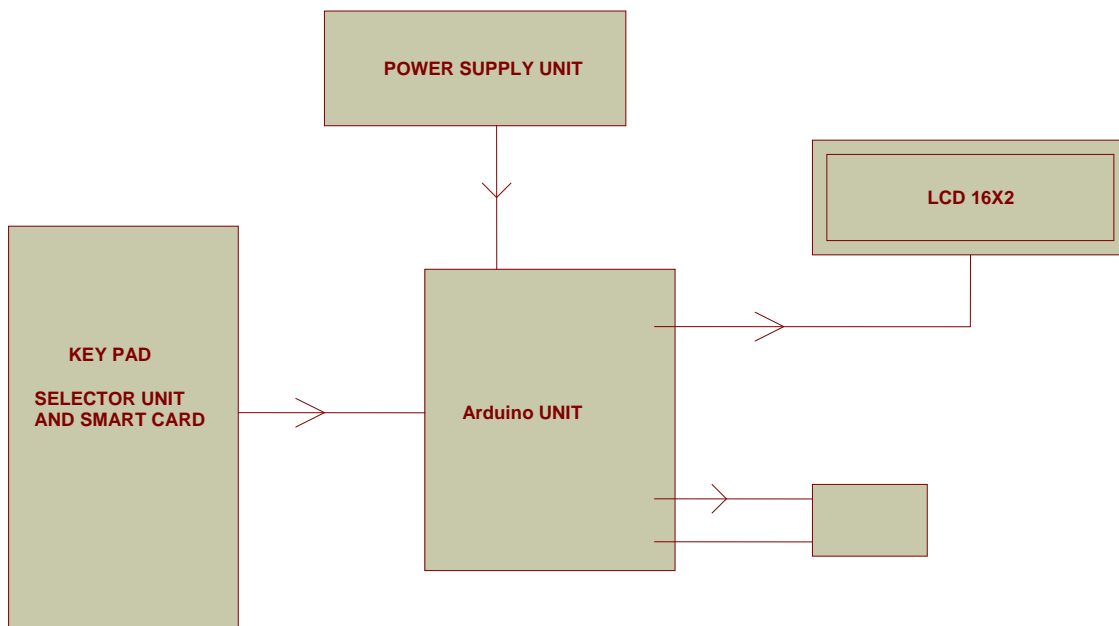 POWER SUPPLY UNIT
LCD 16X2
KEY PAD
SELECTOR UNIT
AND SMART CARD
Arduino UNIT